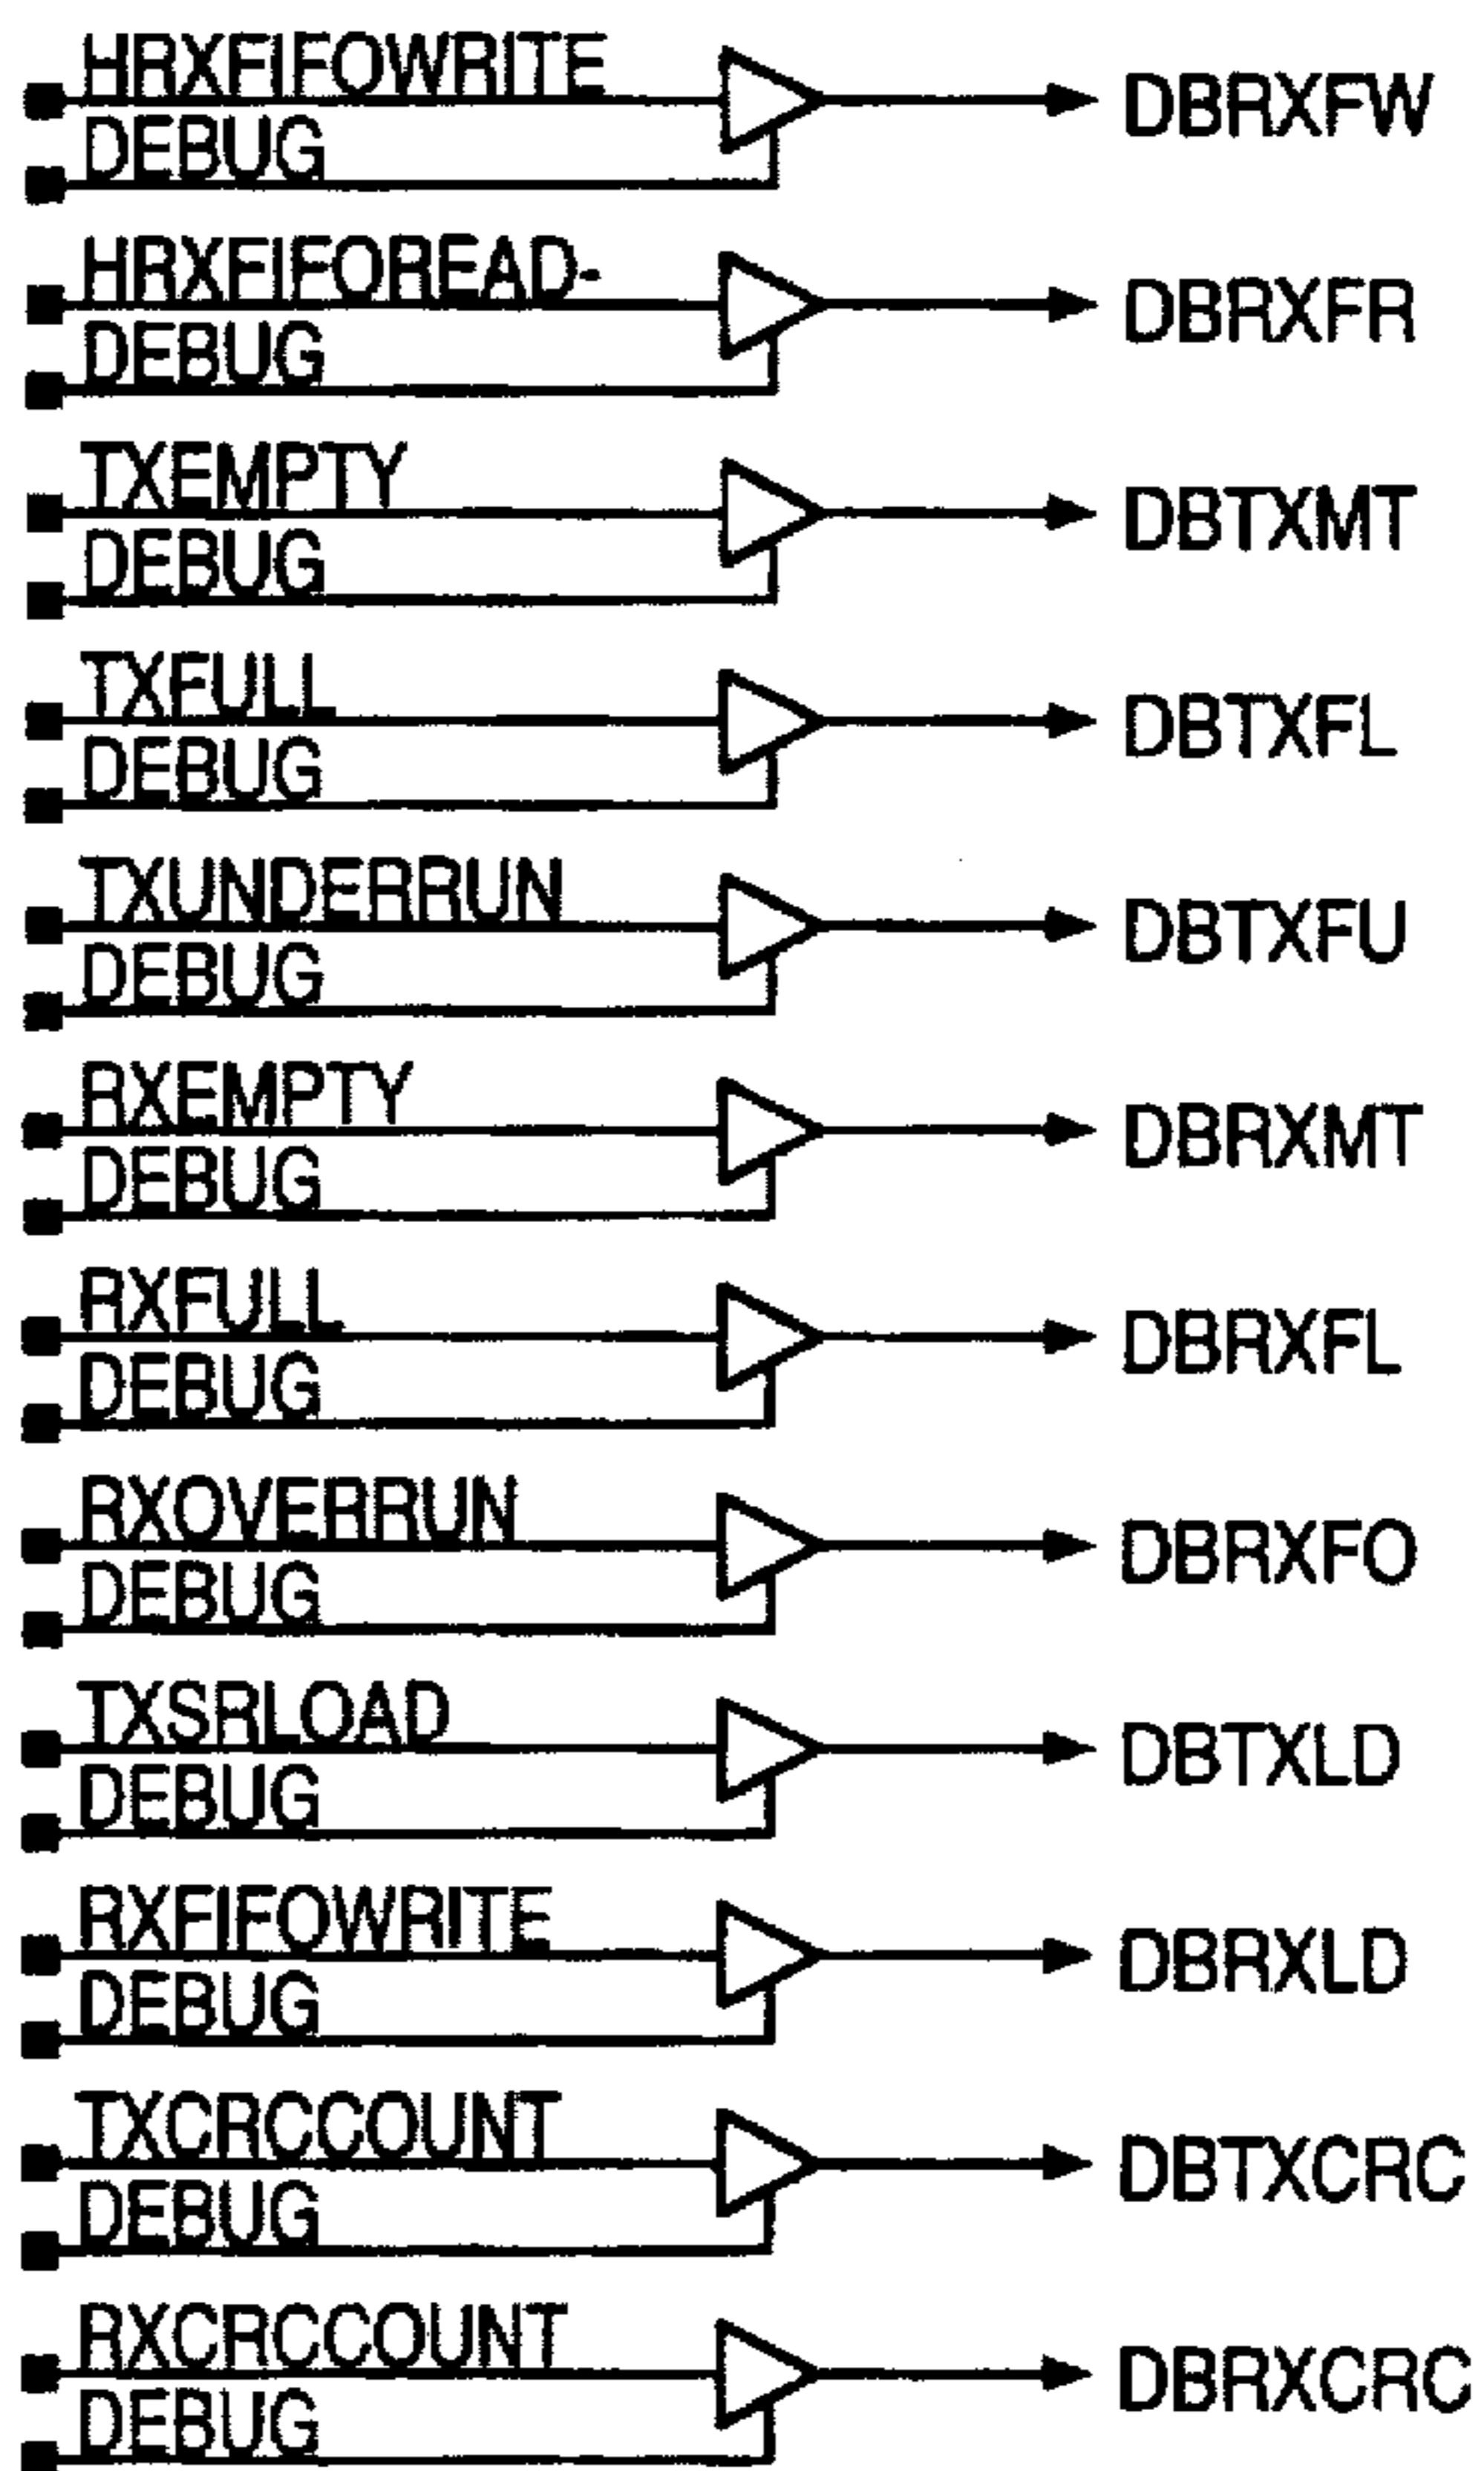 HRXFIFOWRITE
DBRXFW
DEBUG
HRXFIFOREAD-
DBRXFR
DEBUG
TXEMPTY
DBTXMT
DEBUG
TXFULL
DBTXFL
DEBUG
TXUNDERRUN
DBTXFU
DEBUG
RXEMPTY
DBRXMT
DEBUG
RXFULL
DBRXFL
DEBUG
RXOVERRUN
DBRXFO
DEBUG
TXSRLOAD
DBTXLD
DEBUG
RXFIFOWRITE
DBRXLD
DEBUG
TXCRCCOUNT
DBTXCRC
DEBUG
RXCRCCOUNT
DBRXCRC
DEBUG